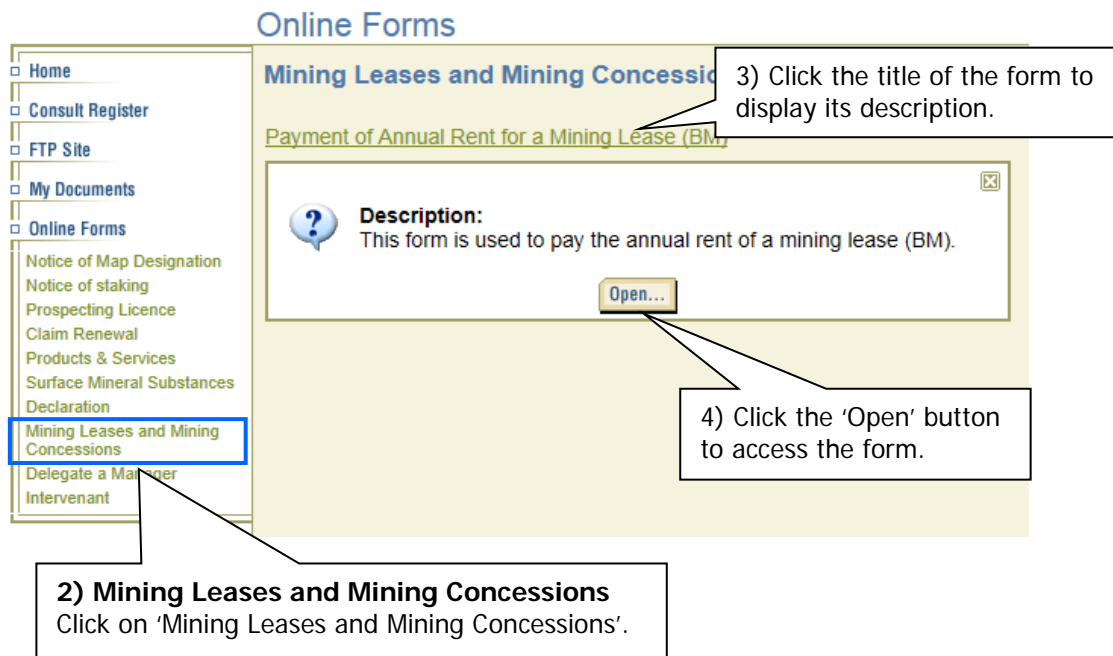 Online Forms
Home
Consult Register
FTP Site
My Documents
Online Forms
Notice of Map Designation
Notice of staking
Prospecting Licence
Claim Renewal
Products & Services
Surface Mineral Substances
Declaration
Mining Leases and Mining
Concessions
Delegate a Manager
Intervenant
Mining Leases and Mining
3) Click the title of the form to
display its description.
Payment of Annual Rent for a Mining Lease (BM)
Description:
This form is used to pay the annual rent of a mining lease (BM).
Open...
4) Click the ‘Open’ button
to access the form.
2) Mining Leases and Mining Concessions
Click on ‘Mining Leases and Mining Concessions’.